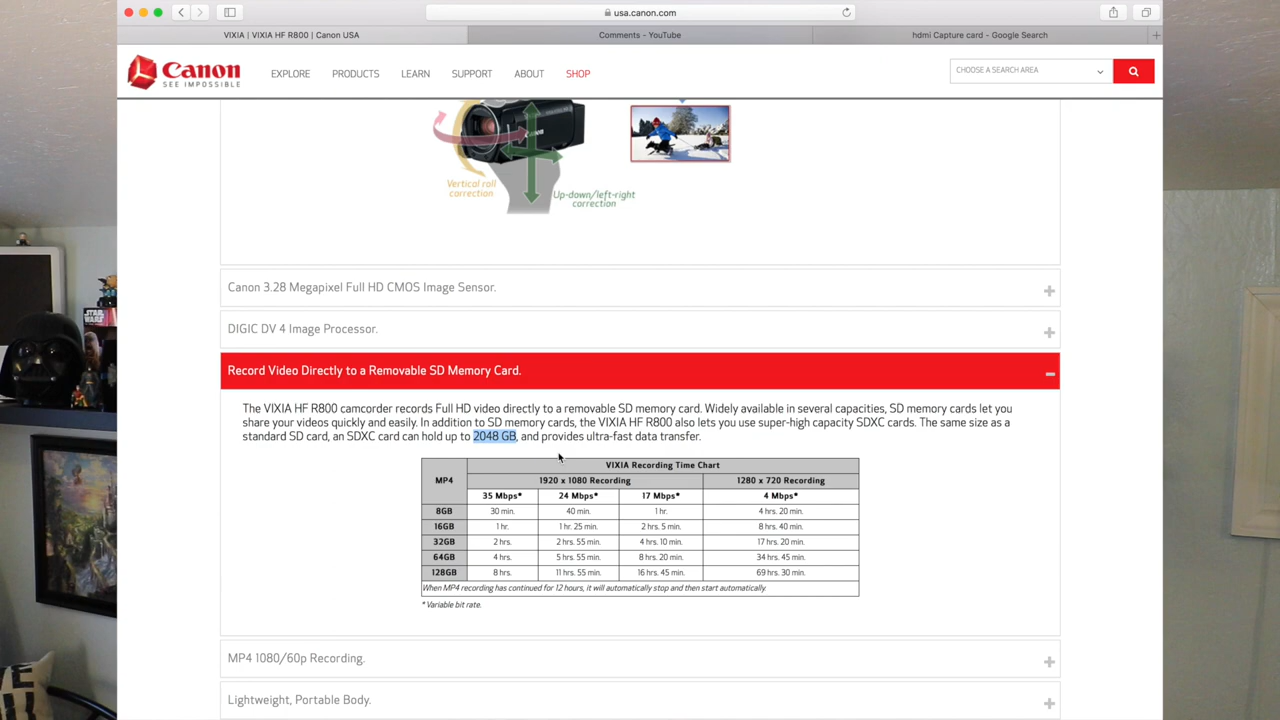 usa.canon.com
VIXIA | VIXIA HF R800 | Canon USA
Comments - YouTube
hdmi Capture card - Google Search
Canon
SEE IMPOSSIBLE
EXPLORE PRODUCTS LEARN SUPPORT ABOUT SHOP
CHOOSE A SEARCH AREA
Canon
Vertical roll
correction
Up-down/left-right
correction
Canon 3.28 Megapixel Full HD CMOS Image Sensor.
DIGIC DV 4 Image Processor.
Record Video Directly to a Removable SD Memory Card.
The VIXIA HF R800 camcorder records Full HD video directly to a removable SD memory card. Widely available in several capacities, SD memory cards let you
share your videos quickly and easily. In addition to SD memory cards, the VIXIA HF R800 also lets you use super-high capacity SDXC cards. The same size as a
standard SD card, an SDXC card can hold up to 2048 GB, and provides ultra-fast data transfer.
VIXIA Recording Time Chart
MP4 1920 x 1080 Recording 1280 x 720 Recording
35 Mbps* 24 Mbps* 17 Mbps* 4 Mbps*
8GB 30 min. 40 min. 1 hr. 4 hrs. 20 min.
16GB 1 hr. 1 hr. 25 min. 2 hrs. 5 min. 8 hrs. 40 min.
32GB 2 hrs. 2 hrs. 55 min. 4 hrs. 10 min. 17 hrs. 20 min.
64GB 4 hrs. 5 hrs. 55 min. 8 hrs. 20 min. 34 hrs. 45 min.
128GB 8 hrs. 11 hrs. 55 min. 16 hrs. 45 min. 69 hrs. 30 min.
When MP4 recording has continued for 12 hours, it will automatically stop and then start automatically.
* Variable bit rate.
MP4 1080/60p Recording.
Lightweight, Portable Body.
STAR
WARS